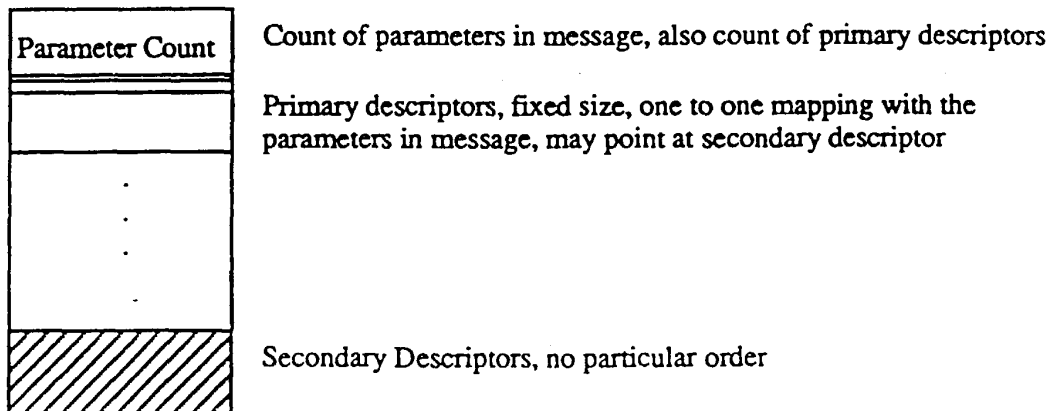 Parameter Count
Count of parameters in message, also count of primary descriptors
Primary descriptors, fixed size, one to one mapping with the
parameters in message, may point at secondary descriptor
Secondary Descriptors, no particular order